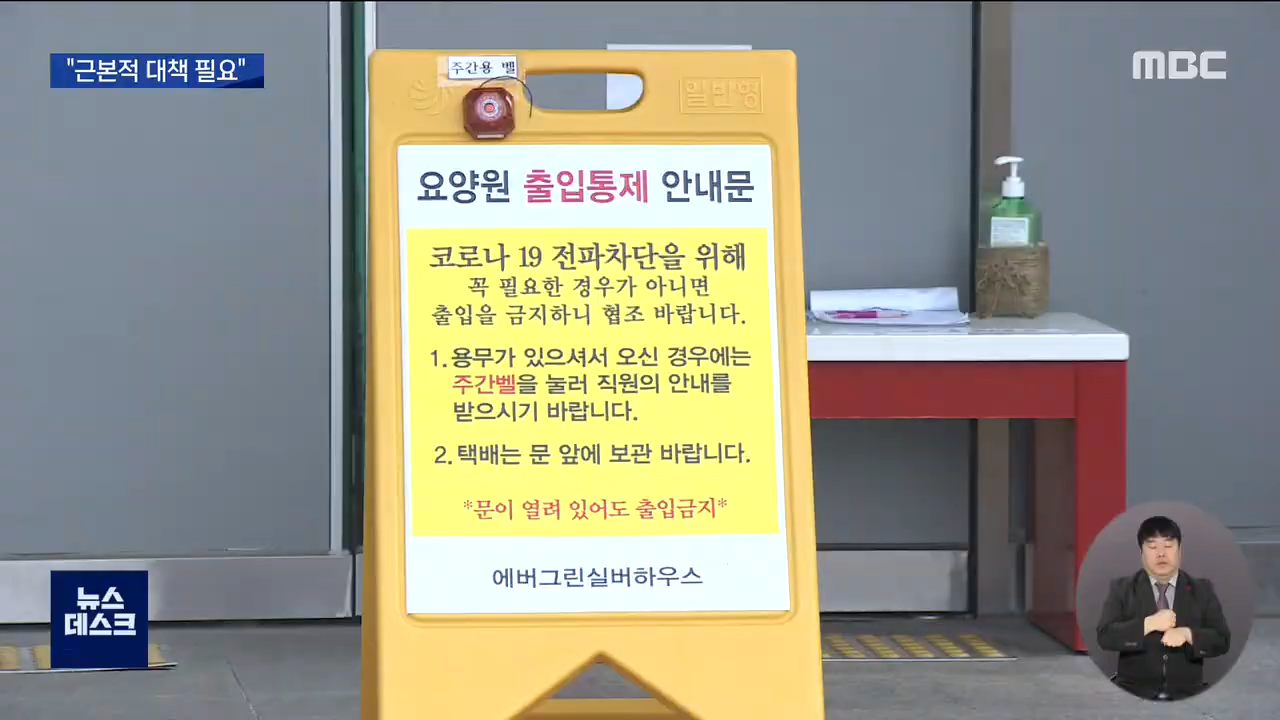 "근본적 대책 필요"
MBC
주간용 벨
일반형
요양원 출입통제 안내문
코로나 19 전파차단을 위해
꼭 필요한 경우가 아니면
출입을 금지하니 협조 바랍니다.
1. 용무가 있으셔서 오신 경우에는
주간벨을 눌러 직원의 안내를
받으시기 바랍니다.
2. 택배는 문 앞에 보관 바랍니다.
*문이 열려 있어도 출입금지*
에버그린실버하우스
뉴스
데스크